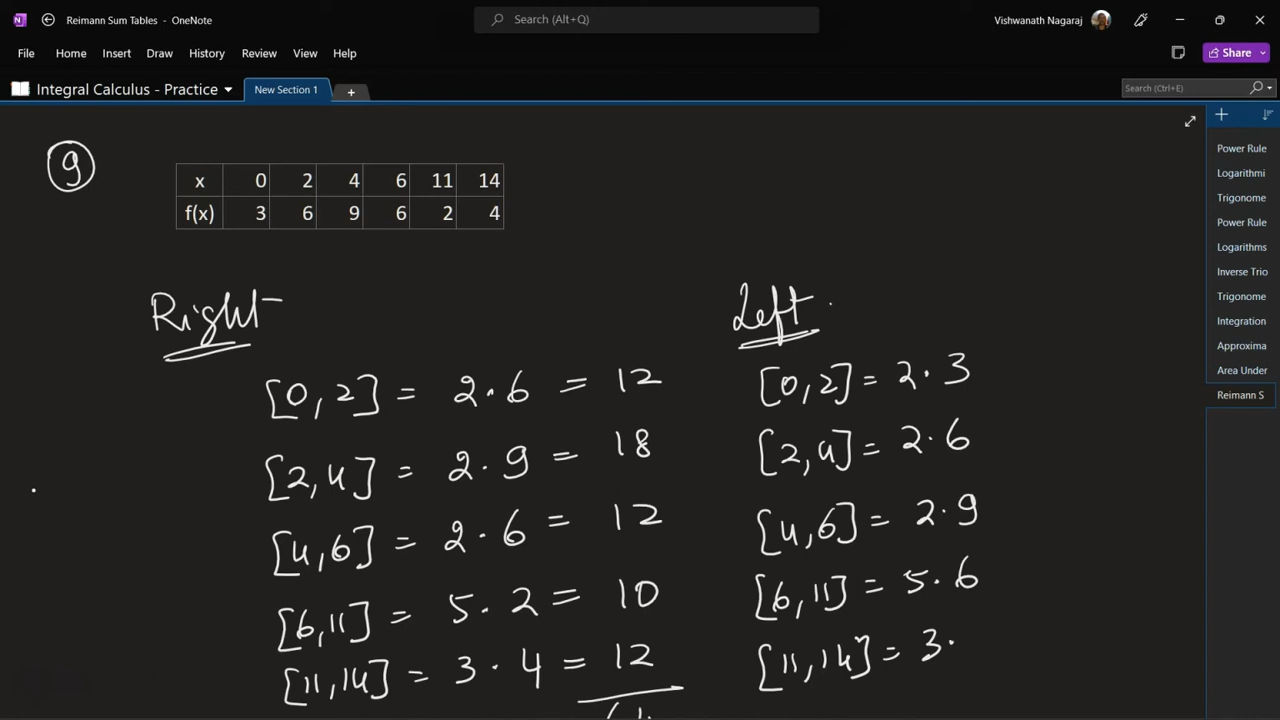 Reimann Sum Tables - OneNote
Search (Alt+Q)
Vishwanath Nagaraj
File Home Insert Draw History Review View Help
Share
Integral Calculus - Practice
New Section 1
+
Search (Ctrl+E)
Power Rule
Logarithmi
Trigonome
Power Rule
Logarithms
Inverse Trio
Trigonome
Integration
Approxima
Area Under
Reimann S
9
x 0 2 4 6 11 14
f(x) 3 6 9 6 2 4
Right
[0,2] = 2·6 = 12
[2,4] = 2·9 = 18
[4,6] = 2·6 = 12
[6,11] = 5·2 = 10
[11,14] = 3·4 = 12
Left
[0,2] = 2·3
[2,4] = 2·6
[4,6] = 2·9
[6,11] = 5·6
[11,14] = 3·